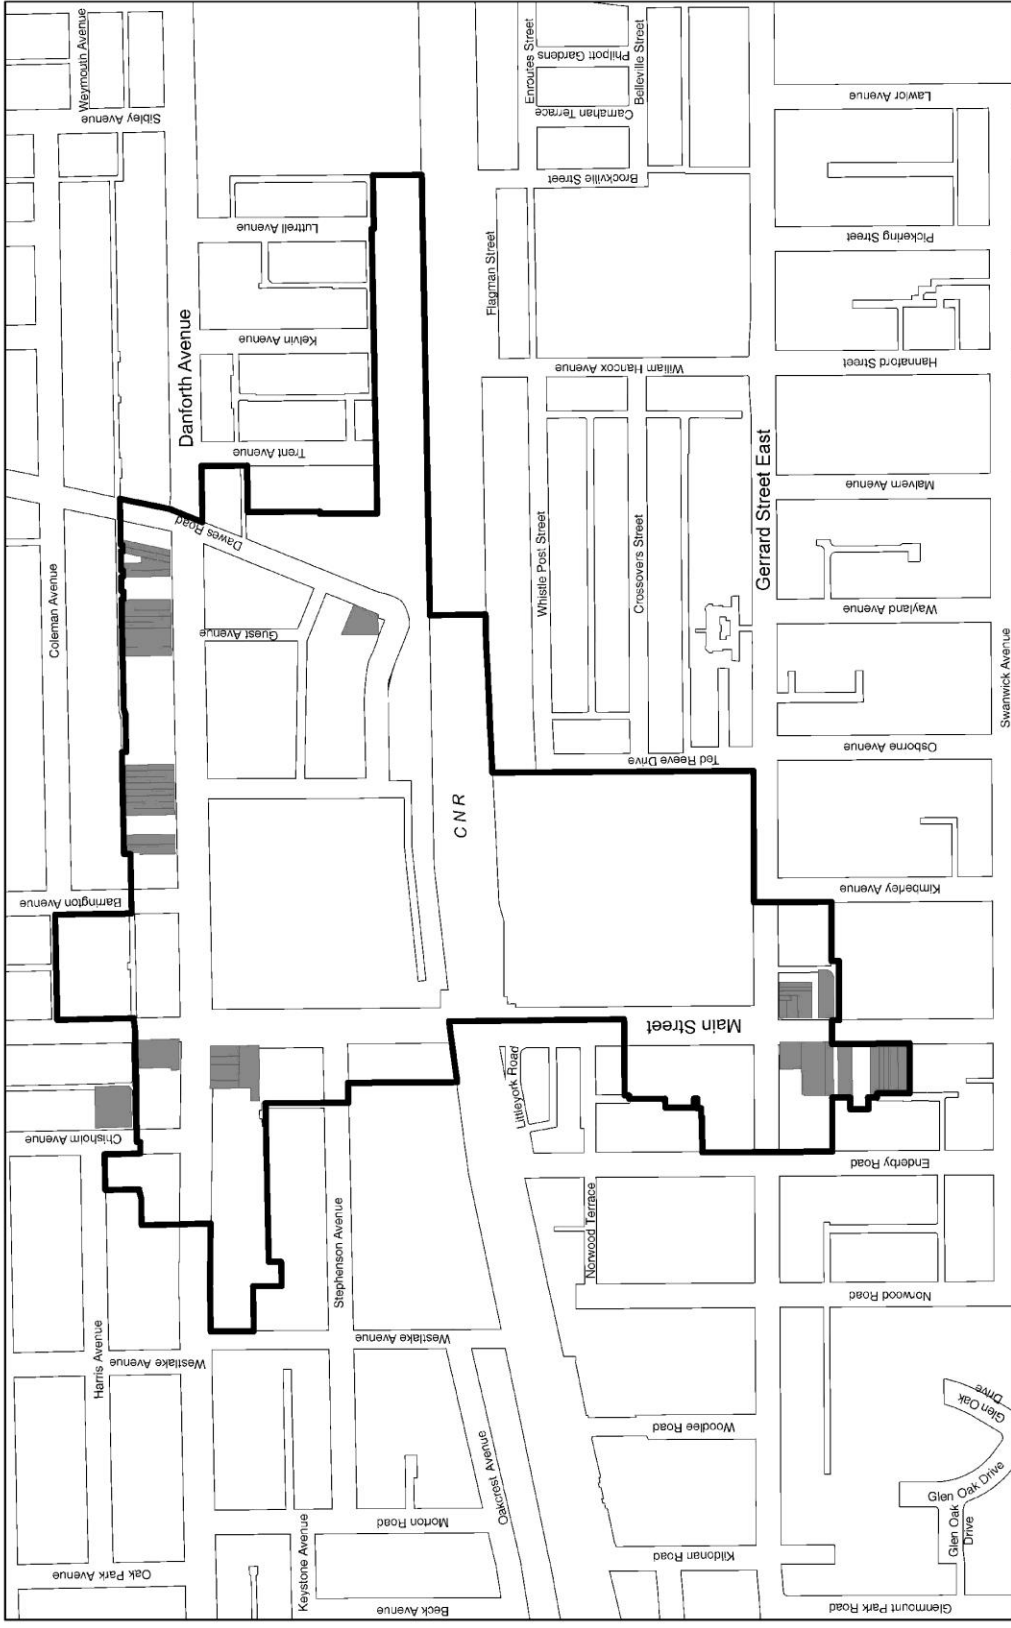 Weymouth Avenue
Sibley Avenue
Enroutes Street
Philpott Gardens
Belleville Street
Carnahan Terrace
Lawlor Avenue
Brockville Street
Luttrell Avenue
Pickering Street
Flagman Street
Danforth Avenue
Kelvin Avenue
William Hancox Avenue
Hannaford Street
Trent Avenue
Gerrard Street East
Malvern Avenue
Dawes Road
Whistle Post Street
Crossovers Street
Coleman Avenue
Guest Avenue
Wayland Avenue
Swanwick Avenue
Ted Reeve Drive
Osborne Avenue
CNR
Barrington Avenue
Kimberley Avenue
Main Street
Littleyork Road
Chisholm Avenue
Enderby Road
Stephenson Avenue
Norwood Terrace
Norwood Road
Harris Avenue
Westlake Avenue
Westlake Avenue
Glen Oak
Drive
Woodlee Road
Oakcrest Avenue
Glen Oak Drive
Morton Road
Glen Oak
Drive
Kildonan Road
Keystone Avenue
Oak Park Avenue
Beck Avenue
Glenmount Park Road